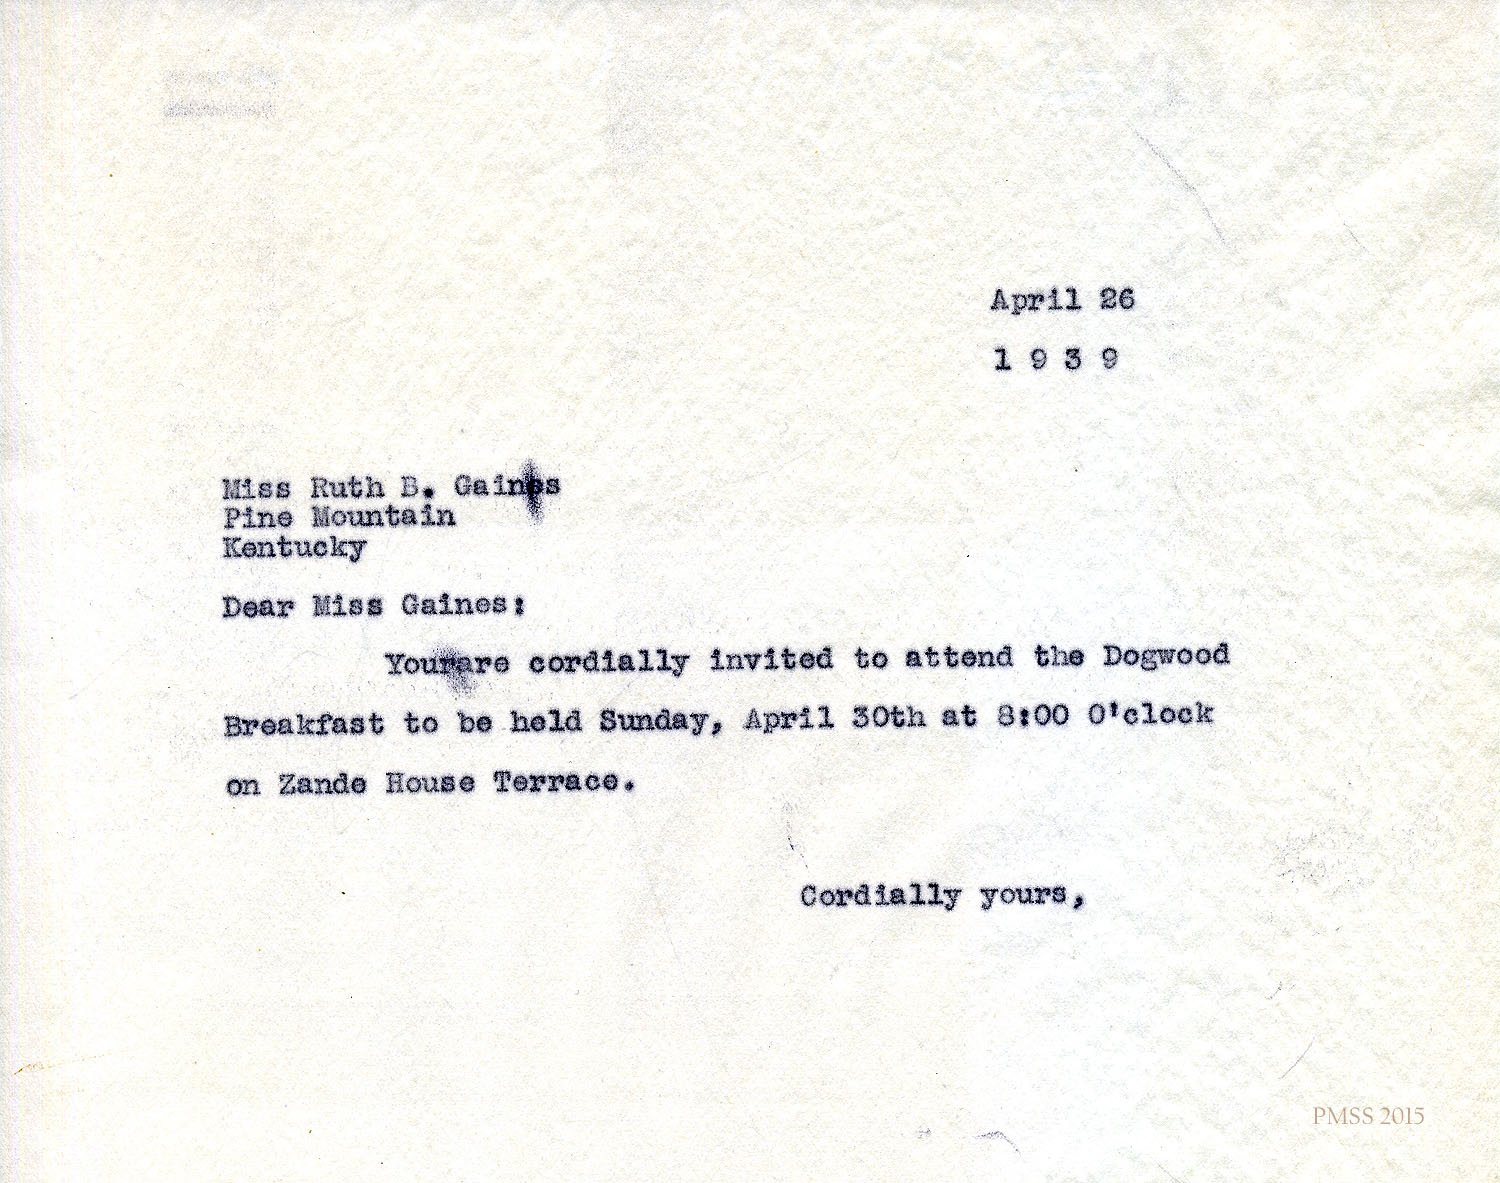 April 26
1 9 3 9
Miss Ruth B. Gaines
Pine Mountain
Kentucky
Dear Miss Gaines:
Yourare cordially invited to attend the Dogwood
Breakfast to be held Sunday, April 30th at 8:00 O'clock
on Zande House Terrace.
Cordially yours,
PMSS 2015